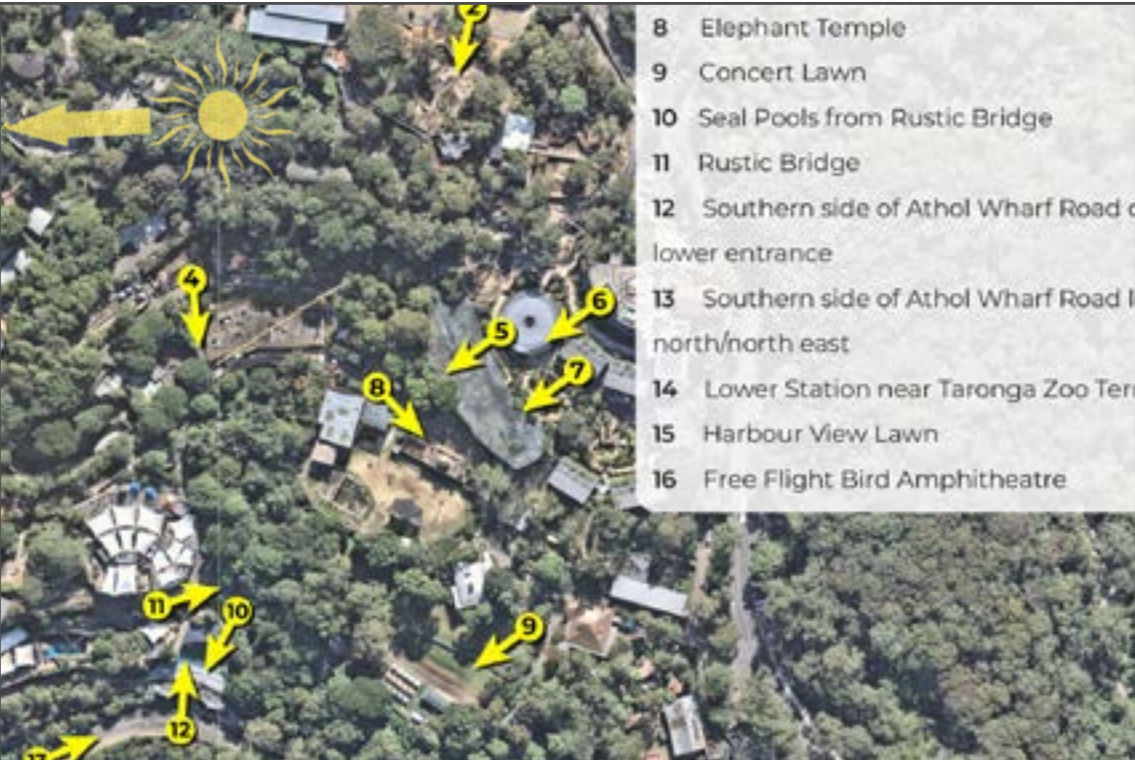 2
8 Elephant Temple
9 Concert Lawn
10 Seal Pools from Rustic Bridge
11 Rustic Bridge
12 Southern side of Athol Wharf Road
lower entrance
13 Southern side of Athol Wharf Road
north/north east
14 Lower Station near Taronga Zoo
15 Harbour View Lawn
16 Free Flight Bird Amphitheatre
4
6
5
7
8
11
10
9
12
13